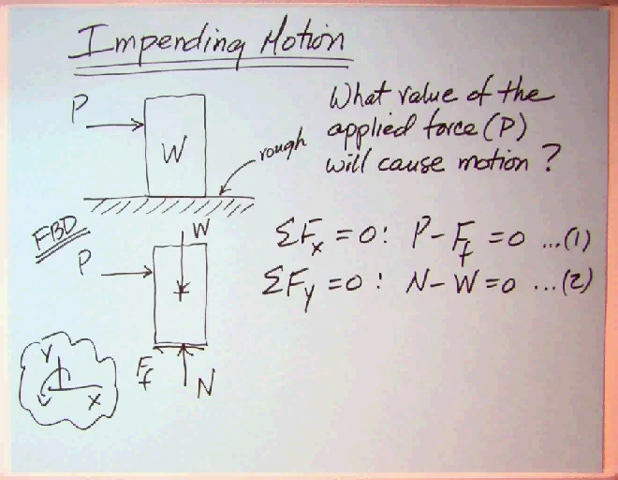 Impending Motion
P
W
rough
What value of the
applied force (P)
will cause motion ?
FBD
W
P
Ff
N
Y
X
ΣFx = 0 : P - Ff = 0 ...(1)
ΣFy = 0 : N - W = 0 ...(2)